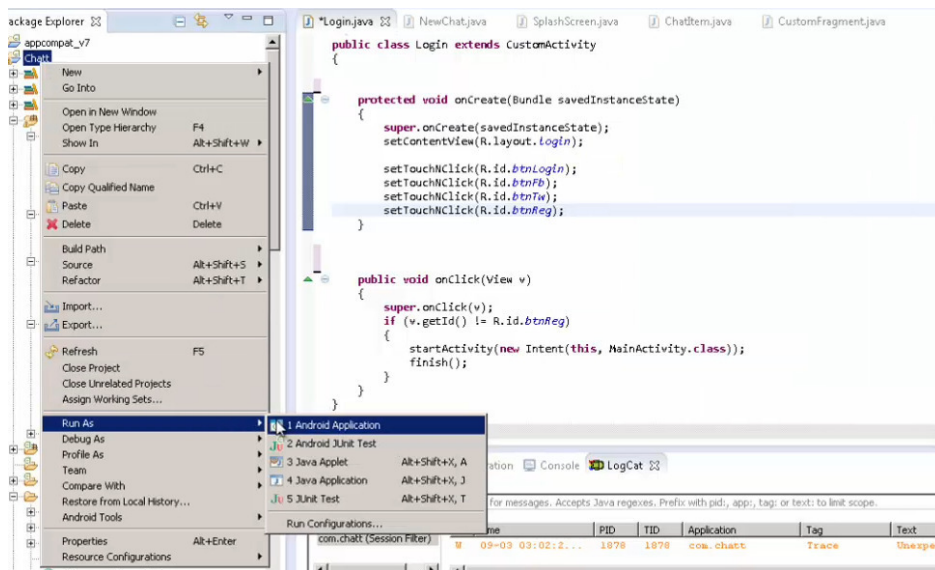 ackage Explorer
*Login.java
NewChat.java
SplashScreen.java
ChatItem.java
CustomFragment.java
appcompat_v7
Chatt
New
Go Into
Open in New Window
Open Type Hierarchy F4
Show In Alt+Shift+W
Copy Ctrl+C
Copy Qualified Name
Paste Ctrl+V
Delete Delete
Build Path
Source Alt+Shift+S
Refactor Alt+Shift+T
Import...
Export...
Refresh F5
Close Project
Close Unrelated Projects
Assign Working Sets...
Run As
Debug As
Profile As
Team
Compare With
Restore from Local History...
Android Tools
Properties Alt+Enter
Resource Configurations
1 Android Application
2 Android JUnit Test
3 Java Applet Alt+Shift+X, A
4 Java Application Alt+Shift+X, J
5 JUnit Test Alt+Shift+X, T
Run Configurations...
public class Login extends CustomActivity
{
protected void onCreate(Bundle savedInstanceState)
{
super.onCreate(savedInstanceState);
setContentView(R.layout.login);
setTouchNClick(R.id.btnLogin);
setTouchNClick(R.id.btnFb);
setTouchNClick(R.id.btnTw);
setTouchNClick(R.id.btnReg);
}
public void onClick(View v)
{
super.onClick(v);
if (v.getId() != R.id.btnReg)
{
startActivity(new Intent(this, MainActivity.class));
finish();
}
}
}
ation Console LogCat
for messages. Accepts Java regexes. Prefix with pid:, app:, tag: or text: to limit scope.
com.chatt (Session Filter)
me PID TID Application Tag Text
W 09-03 03:02:2... 1878 1878 com.chatt Trace Unexpe